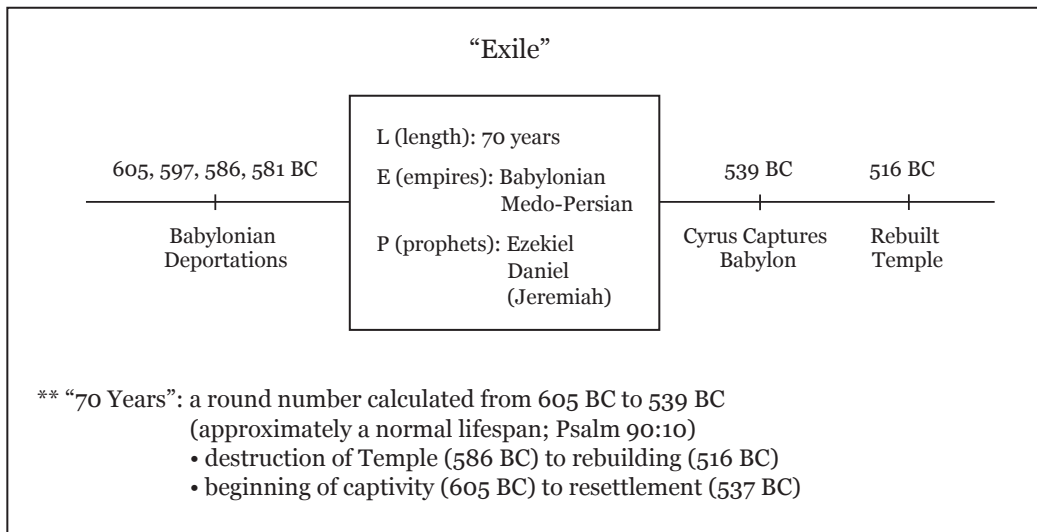 “Exile”
605, 597, 586, 581 BC
Babylonian
Deportations
L (length): 70 years
E (empires): Babylonian
Medo-Persian
P (prophets): Ezekiel
Daniel
(Jeremiah)
539 BC
Cyrus Captures
Babylon
516 BC
Rebuilt
Temple
** “70 Years”: a round number calculated from 605 BC to 539 BC
(approximately a normal lifespan; Psalm 90:10)
• destruction of Temple (586 BC) to rebuilding (516 BC)
• beginning of captivity (605 BC) to resettlement (537 BC)